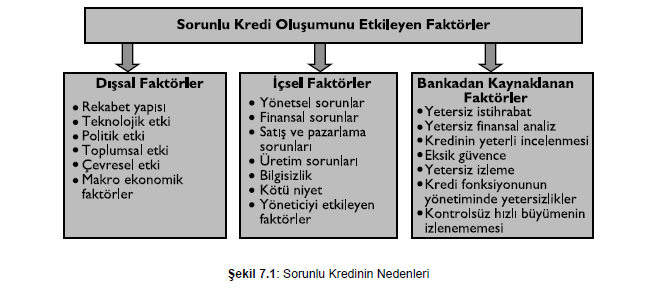 Sorunlu Kredi Oluşumunu Etkileyen Faktörler
Dışsal Faktörler
• Rekabet yapısı
• Teknolojik etki
• Politik etki
• Toplumsal etki
• Çevresel etki
• Makro ekonomik
faktörler
İçsel Faktörler
• Yönetsel sorunlar
• Finansal sorunlar
• Satış ve pazarlama
sorunları
• Üretim sorunları
• Bilgisizlik
• Kötü niyet
• Yöneticiyi etkileyen
faktörler
Bankadan Kaynaklanan
Faktörler
• Yetersiz istihrabat
• Yetersiz finansal analiz
• Kredinin yeterli incelenmesi
• Eksik güvence
• Yetersiz izleme
• Kredi fonksiyonunun
yönetiminde yetersizlikler
• Kontrolsüz hızlı büyümenin
izlenememesi
Şekil 7.1: Sorunlu Kredinin Nedenleri